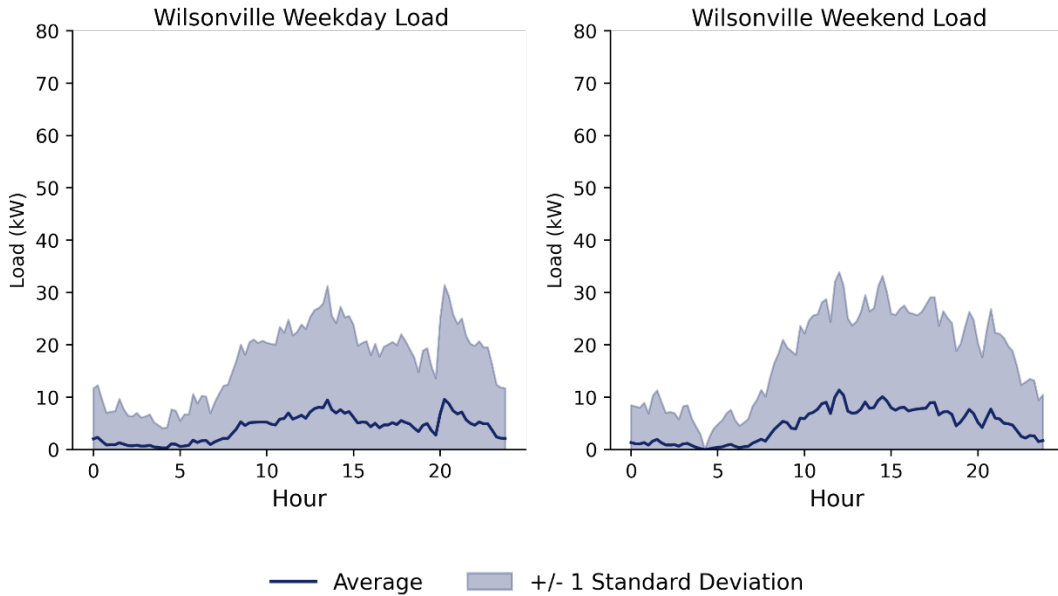 Wilsonville Weekday Load
80
70
60
50
40
30
20
10
0
Load (kW)
0 5 10 15 20
Hour
Wilsonville Weekend Load
80
70
60
50
40
30
20
10
0
Load (kW)
0 5 10 15 20
Hour
Average
+/- 1 Standard Deviation